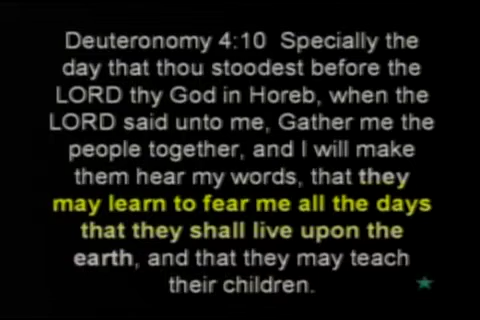 Deuteronomy 4:10  Specially the
day that thou stoodest before the
LORD thy God in Horeb, when the
LORD said unto me, Gather me the
people together, and I will make
them hear my words, that they
may learn to fear me all the days
that they shall live upon the
earth, and that they may teach
their children.